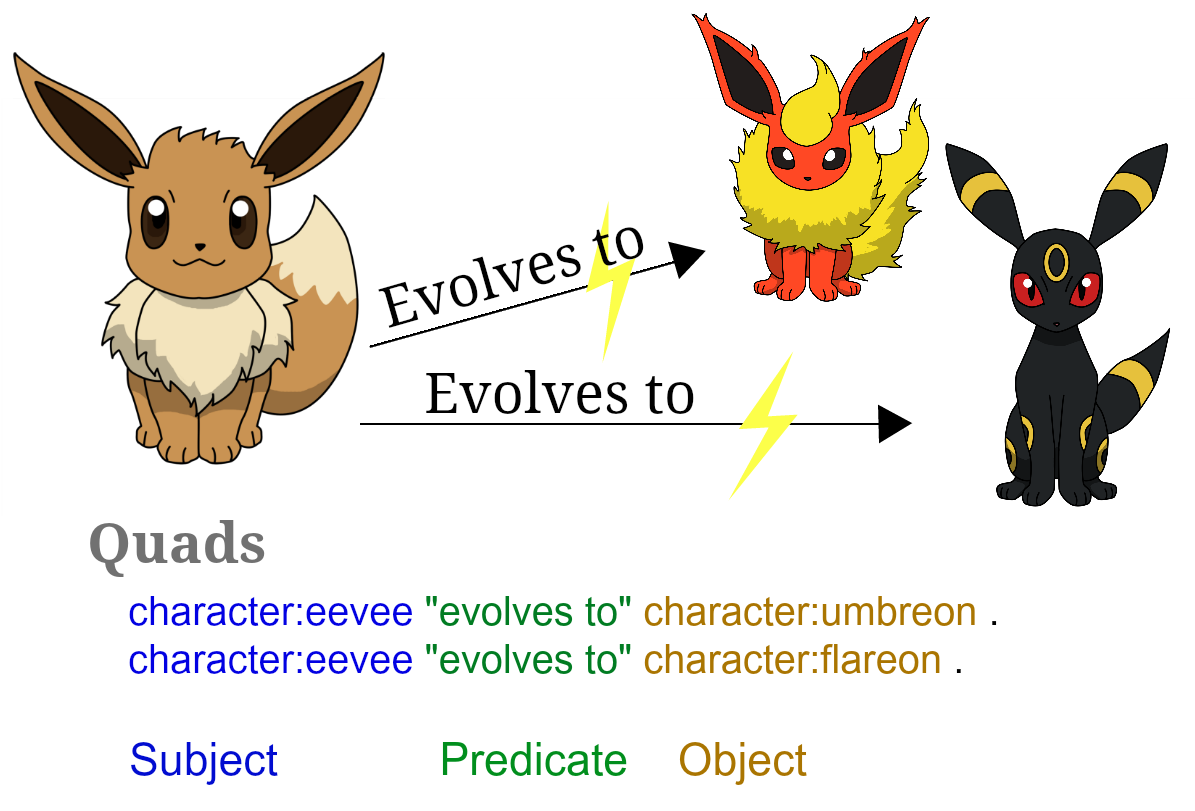 Evolves to
Evolves to
Quads
character:eevee "evolves to" character:umbreon .
character:eevee "evolves to" character:flareon .
Subject Predicate Object